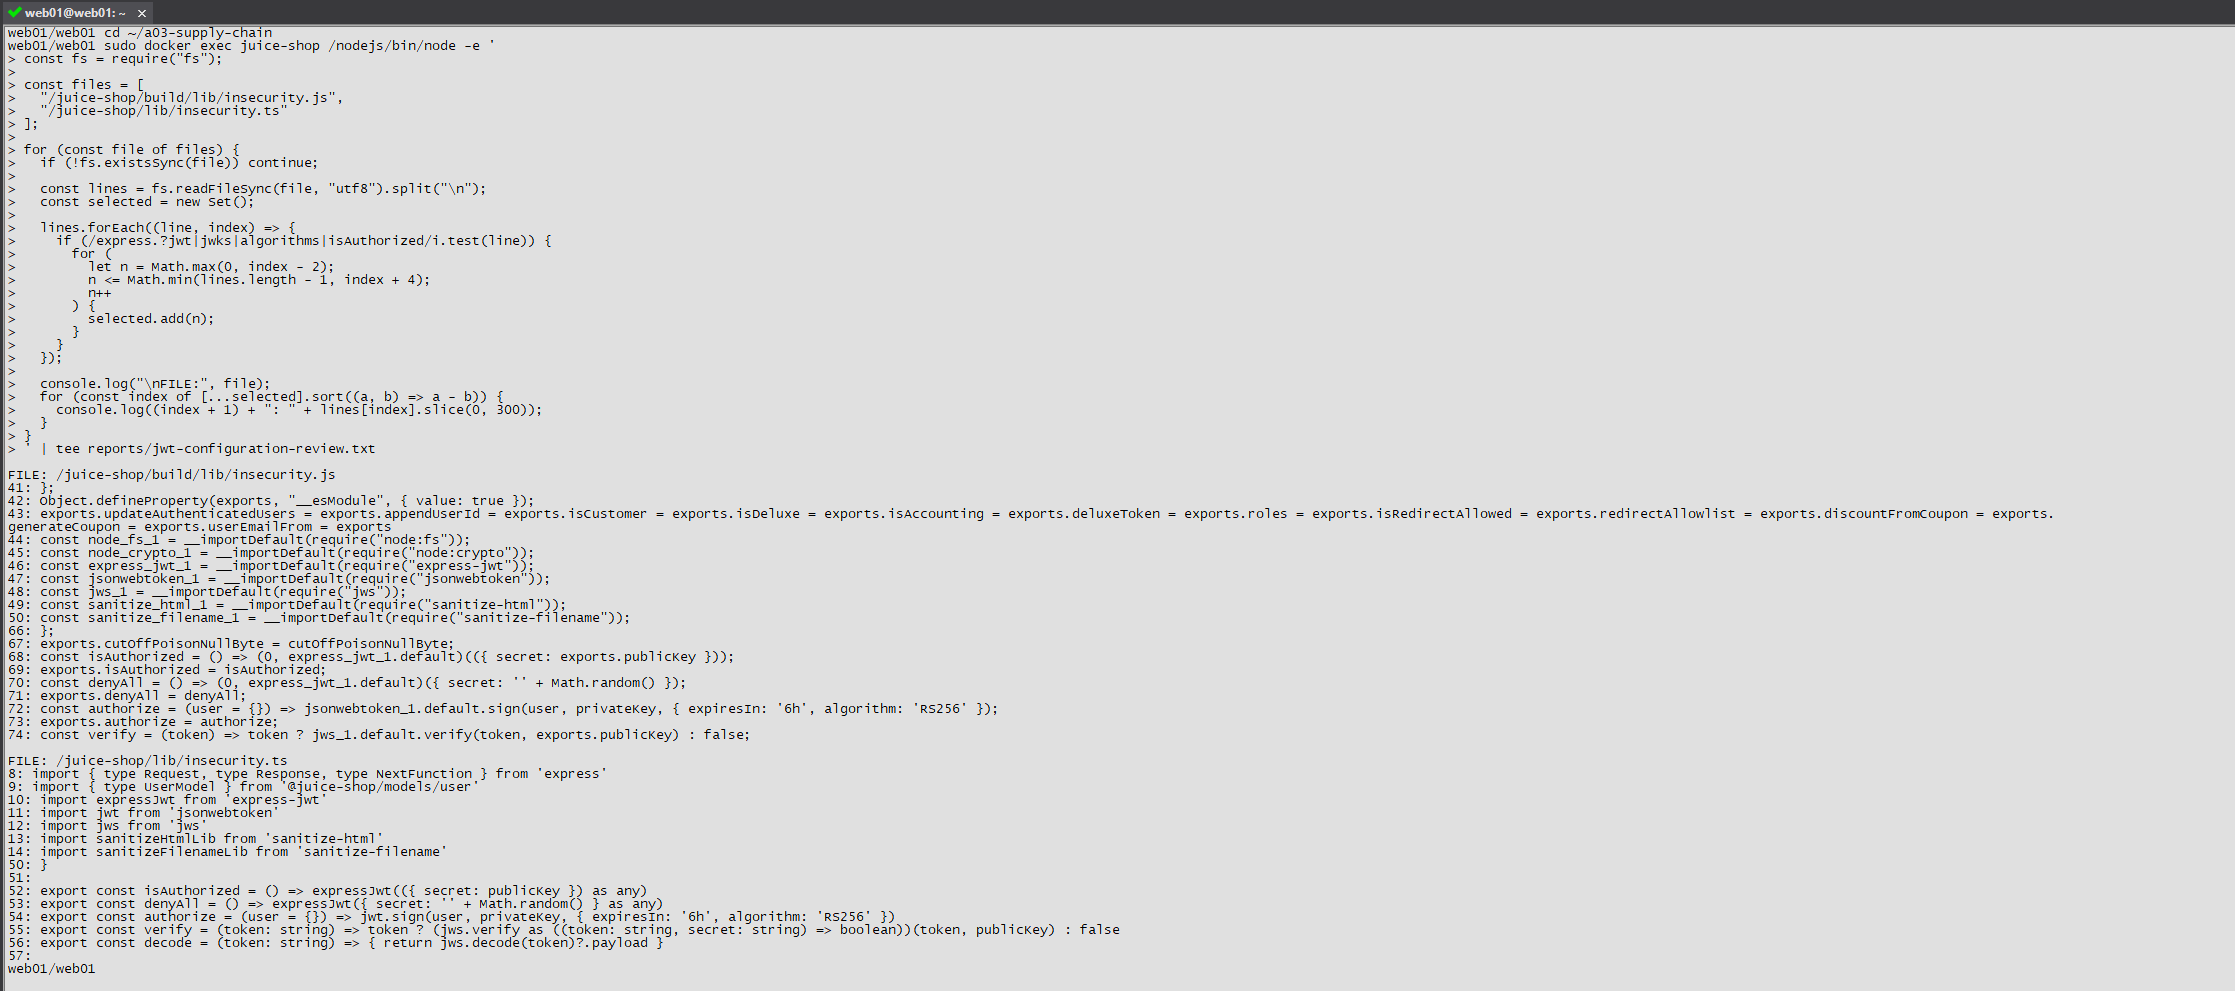 web01@web01: ~ ×
web01/web01 cd ~/a03-supply-chain
web01/web01 sudo docker exec juice-shop /nodejs/bin/node -e '
> const fs = require("fs");
>
> const files = [
>   "/juice-shop/build/lib/insecurity.js",
>   "/juice-shop/lib/insecurity.ts"
> ];
>
> for (const file of files) {
>   if (!fs.existsSync(file)) continue;
>
>   const lines = fs.readFileSync(file, "utf8").split("\n");
>   const selected = new Set();
>
>   lines.forEach((line, index) => {
>     if (/express.?jwt|jwks|algorithms|isAuthorized/i.test(line)) {
>       for (
>         let n = Math.max(0, index - 2);
>         n <= Math.min(lines.length - 1, index + 4);
>         n++
>       ) {
>         selected.add(n);
>       }
>     }
>   });
>
>   console.log("\nFILE:", file);
>   for (const index of [...selected].sort((a, b) => a - b)) {
>     console.log((index + 1) + ": " + lines[index].slice(0, 300));
>   }
> }
> ' | tee reports/jwt-configuration-review.txt
FILE: /juice-shop/build/lib/insecurity.js
41: };
42: Object.defineProperty(exports, "__esModule", { value: true });
43: exports.updateAuthenticatedUsers = exports.appendUserId = exports.isCustomer = exports.isDeluxe = exports.isAccounting = exports.deluxeToken = exports.roles = exports.isRedirectAllowed = exports.redirectAllowlist = exports.discountFromCoupon = exports.
generateCoupon = exports.userEmailFrom = exports
44: const node_fs_1 = __importDefault(require("node:fs"));
45: const node_crypto_1 = __importDefault(require("node:crypto"));
46: const express_jwt_1 = __importDefault(require("express-jwt"));
47: const jsonwebtoken_1 = __importDefault(require("jsonwebtoken"));
48: const jws_1 = __importDefault(require("jws"));
49: const sanitize_html_1 = __importDefault(require("sanitize-html"));
50: const sanitize_filename_1 = __importDefault(require("sanitize-filename"));
66: };
67: exports.cutOffPoisonNullByte = cutOffPoisonNullByte;
68: const isAuthorized = () => (0, express_jwt_1.default)(({ secret: exports.publicKey }));
69: exports.isAuthorized = isAuthorized;
70: const denyAll = () => (0, express_jwt_1.default)({ secret: '' + Math.random() });
71: exports.denyAll = denyAll;
72: const authorize = (user = {}) => jsonwebtoken_1.default.sign(user, privateKey, { expiresIn: '6h', algorithm: 'RS256' });
73: exports.authorize = authorize;
74: const verify = (token) => token ? jws_1.default.verify(token, exports.publicKey) : false;
FILE: /juice-shop/lib/insecurity.ts
8: import { type Request, type Response, type NextFunction } from 'express'
9: import { type UserModel } from '@juice-shop/models/user'
10: import expressJwt from 'express-jwt'
11: import jwt from 'jsonwebtoken'
12: import jws from 'jws'
13: import sanitizeHtmlLib from 'sanitize-html'
14: import sanitizeFilenameLib from 'sanitize-filename'
50: }
51:
52: export const isAuthorized = () => expressJwt(({ secret: publicKey }) as any)
53: export const denyAll = () => expressJwt({ secret: '' + Math.random() } as any)
54: export const authorize = (user = {}) => jwt.sign(user, privateKey, { expiresIn: '6h', algorithm: 'RS256' })
55: export const verify = (token: string) => token ? (jws.verify as ((token: string, secret: string) => boolean))(token, publicKey) : false
56: export const decode = (token: string) => { return jws.decode(token)?.payload }
57:
web01/web01